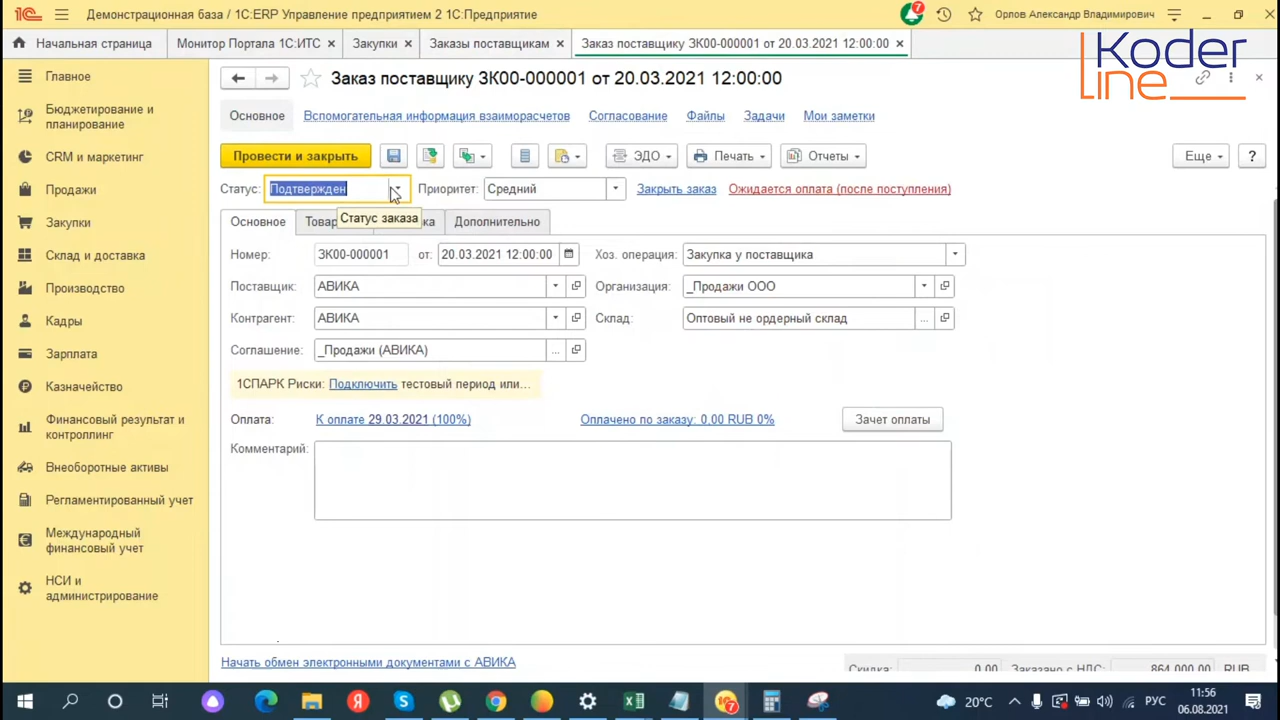 Демонстрационная база / 1С:ERP Управление предприятием 2 1С:Предприятие
7
Орлов Александр Владимирович
Начальная страница
Монитор Портала 1С:ИТС ×
Закупки ×
Заказы поставщикам ×
Заказ поставщику ЗК00-000001 от 20.03.2021 12:00:00 ×
Koder
line
Главное
Бюджетирование и
планирование
CRM и маркетинг
Продажи
Закупки
Склад и доставка
Производство
Кадры
Зарплата
Казначейство
Финансовый результат и
контроллинг
Внеоборотные активы
Регламентированный учет
Международный
финансовый учет
НСИ и
администрирование
Заказ поставщику ЗК00-000001 от 20.03.2021 12:00:00
Основное Вспомогательная информация взаиморасчетов Согласование Файлы Задачи Мои заметки
Провести и закрыть ЭДО Печать Отчеты Еще ?
Статус: Подтвержден Приоритет: Средний Закрыть заказ Ожидается оплата (после поступления)
Статус заказа
Основное Дополнительно
Номер: ЗК00-000001 от: 20.03.2021 12:00:00 Хоз. операция: Закупка у поставщика
Поставщик: АВИКА Организация: _Продажи ООО
Контрагент: АВИКА Склад: Оптовый не ордерный склад
Соглашение: _Продажи (АВИКА)
1СПАРК Риски: Подключить тестовый период или...
Оплата: К оплате 29.03.2021 (100%) Оплачено по заказу: 0.00 RUB 0% Зачет оплаты
Комментарий:
Начать обмен электронными документами с АВИКА
Скидка: 0.00 Заказано с НДС: 864 000.00 RUB
20°C РУС 11:56
06.08.2021